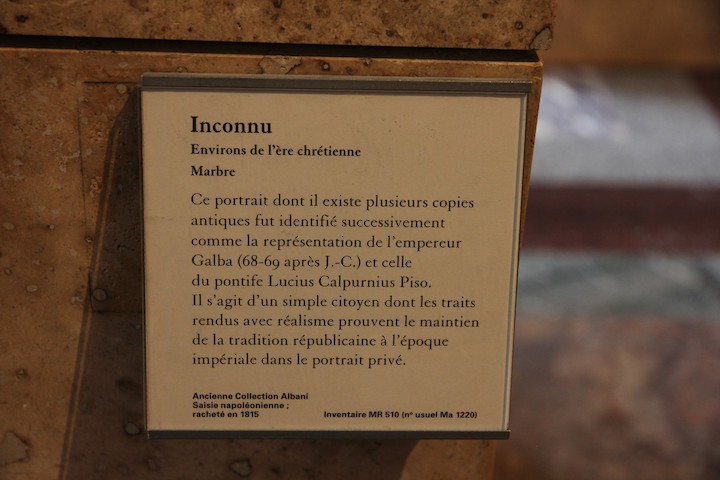 Inconnu
Environs de l'ère chrétienne
Marbre
Ce portrait dont il existe plusieurs copies
antiques fut identifié successivement
comme la représentation de l'empereur
Galba (68-69 après J.-C.) et celle
du pontife Lucius Calpurnius Piso.
Il s'agit d'un simple citoyen dont les traits
rendus avec réalisme prouvent le maintien
de la tradition républicaine à l'époque
impériale dans le portrait privé.
Ancienne Collection Albani
Saisie napoléonienne ;
racheté en 1815
Inventaire MR 510 (nº usuel Ma 1220)